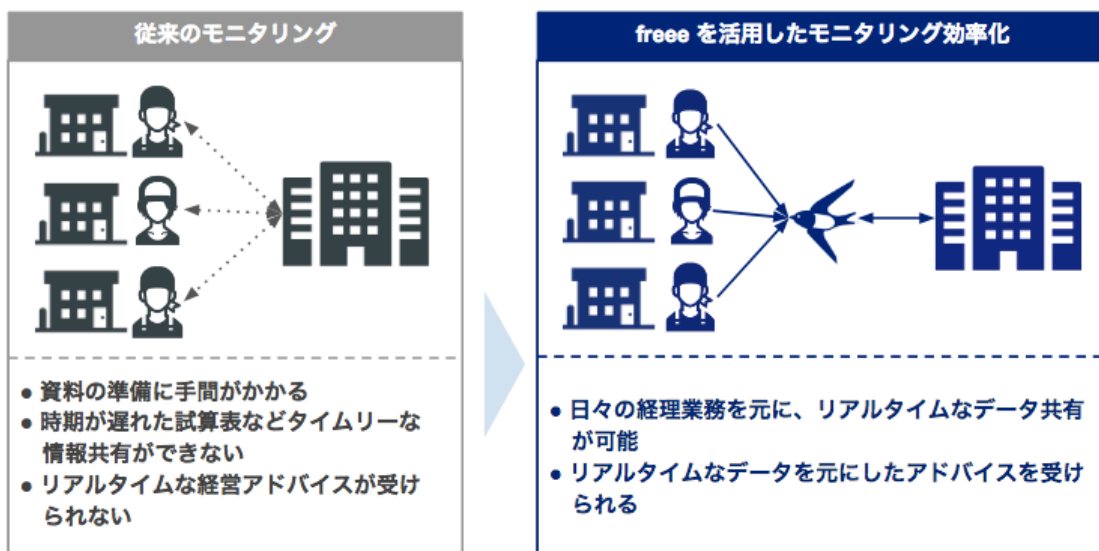 従来のモニタリング
freee を活用したモニタリング効率化
● 資料の準備に手間がかかる
● 時期が遅れた試算表などタイムリーな
情報共有ができない
● リアルタイムな経営アドバイスが受け
られない
● 日々の経理業務を元に、リアルタイムなデータ共有
が可能
● リアルタイムなデータを元にしたアドバイスを受け
られる